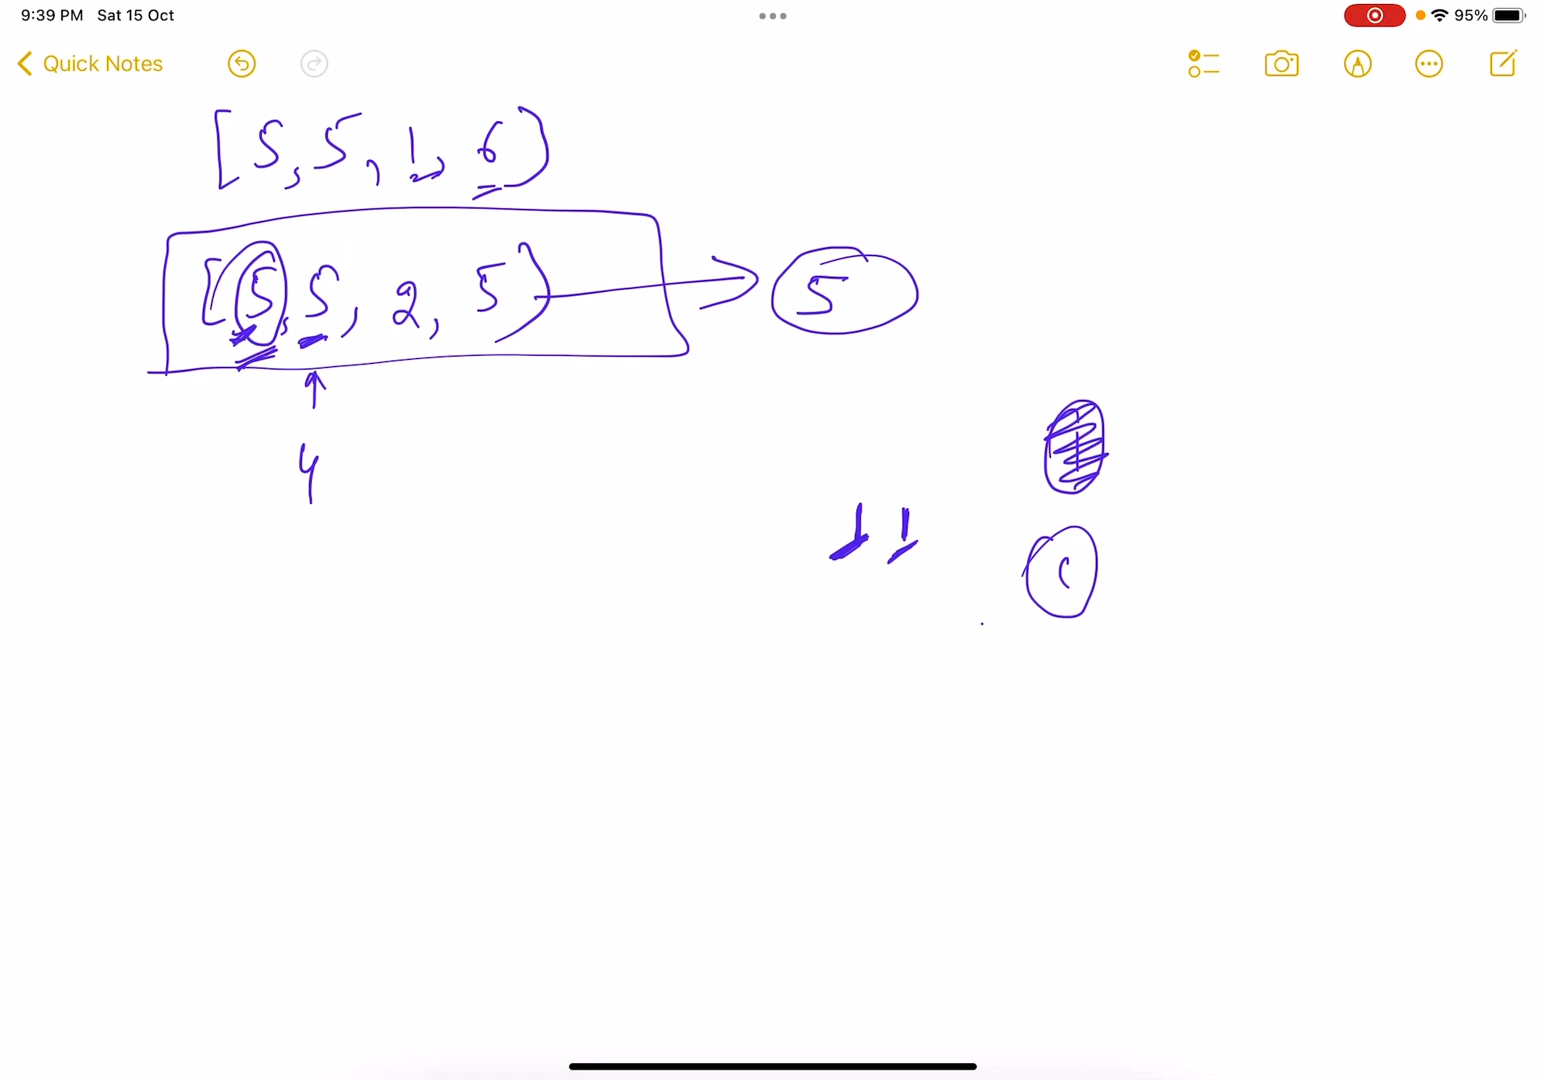 9:39 PM Sat 15 Oct
95%
Quick Notes
[5, 5, 1, 6)
[5, 5, 2, 5) → 5
↑
4
1 1